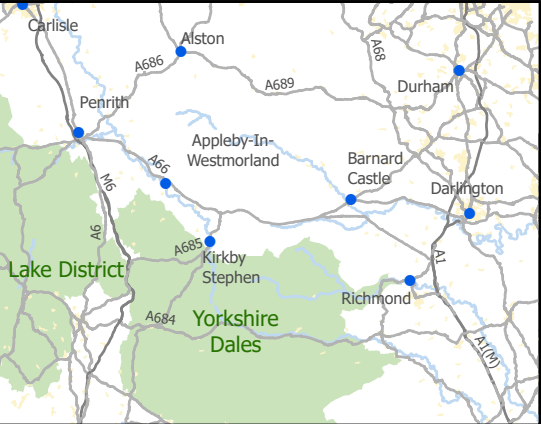 Carlisle
Alston
A68
A686
A689
Durham
Penrith
Appleby-In-
Westmorland
Barnard
Castle
A66
Darlington
M6
A6
A685
Kirkby
Stephen
A1
Lake District
Richmond
A684
Yorkshire
Dales
A1(M)